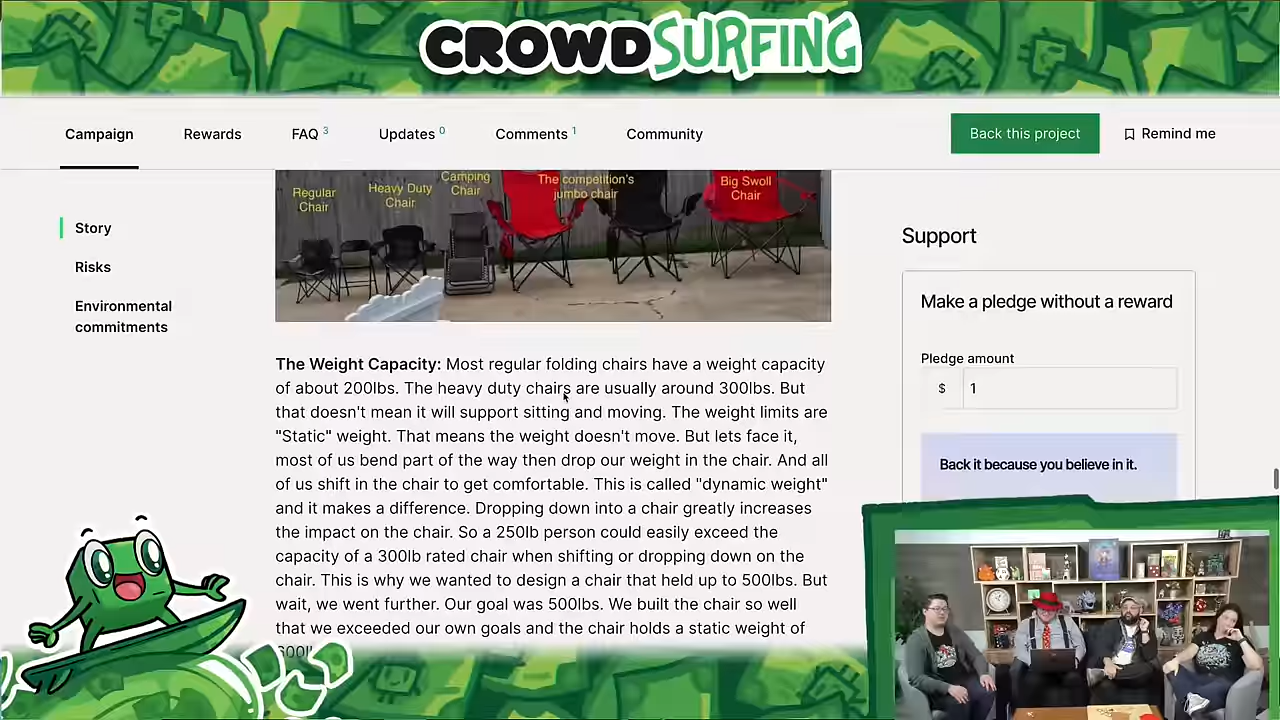 CROWDSURFING
Campaign
Rewards
FAQ 3
Updates 0
Comments 1
Community
Back this project
Remind me
Story
Risks
Environmental
commitments
Regular
Chair
Heavy Duty
Chair
Camping
Chair
The competition's
jumbo chair
Big Swoll
Chair
The Weight Capacity: Most regular folding chairs have a weight capacity
of about 200lbs. The heavy duty chairs are usually around 300lbs. But
that doesn't mean it will support sitting and moving. The weight limits are
"Static" weight. That means the weight doesn't move. But lets face it,
most of us bend part of the way then drop our weight in the chair. And all
of us shift in the chair to get comfortable. This is called "dynamic weight"
and it makes a difference. Dropping down into a chair greatly increases
the impact on the chair. So a 250lb person could easily exceed the
capacity of a 300lb rated chair when shifting or dropping down on the
chair. This is why we wanted to design a chair that held up to 500lbs. But
wait, we went further. Our goal was 500lbs. We built the chair so well
that we exceeded our own goals and the chair holds a static weight of
Support
Make a pledge without a reward
Pledge amount
$ 1
Back it because you believe in it.